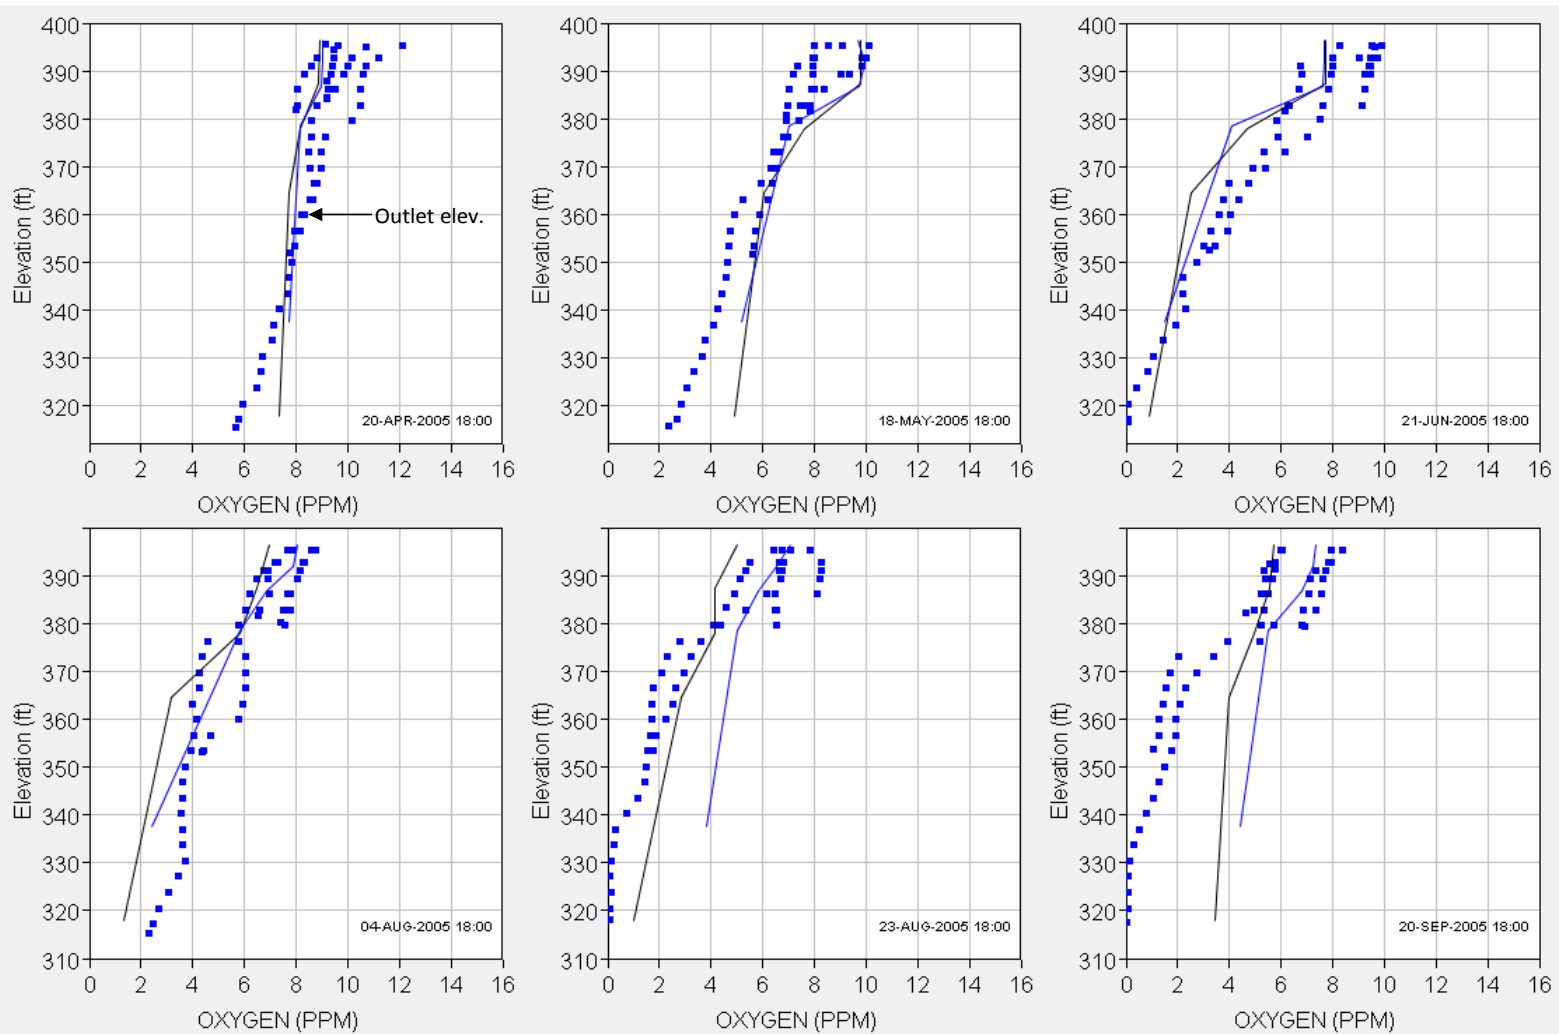 400
390
380
370
360
350
340
330
320
Elevation (ft)
Outlet elev.
20-APR-2005 18:00
0 2 4 6 8 10 12 14 16
OXYGEN (PPM)
400
390
380
370
360
350
340
330
320
Elevation (ft)
18-MAY-2005 18:00
0 2 4 6 8 10 12 14 16
OXYGEN (PPM)
400
390
380
370
360
350
340
330
320
Elevation (ft)
21-JUN-2005 18:00
0 2 4 6 8 10 12 14 16
OXYGEN (PPM)
390
380
370
360
350
340
330
320
310
Elevation (ft)
04-AUG-2005 18:00
0 2 4 6 8 10 12 14 16
OXYGEN (PPM)
390
380
370
360
350
340
330
320
310
Elevation (ft)
23-AUG-2005 18:00
0 2 4 6 8 10 12 14 16
OXYGEN (PPM)
390
380
370
360
350
340
330
320
310
Elevation (ft)
20-SEP-2005 18:00
0 2 4 6 8 10 12 14 16
OXYGEN (PPM)